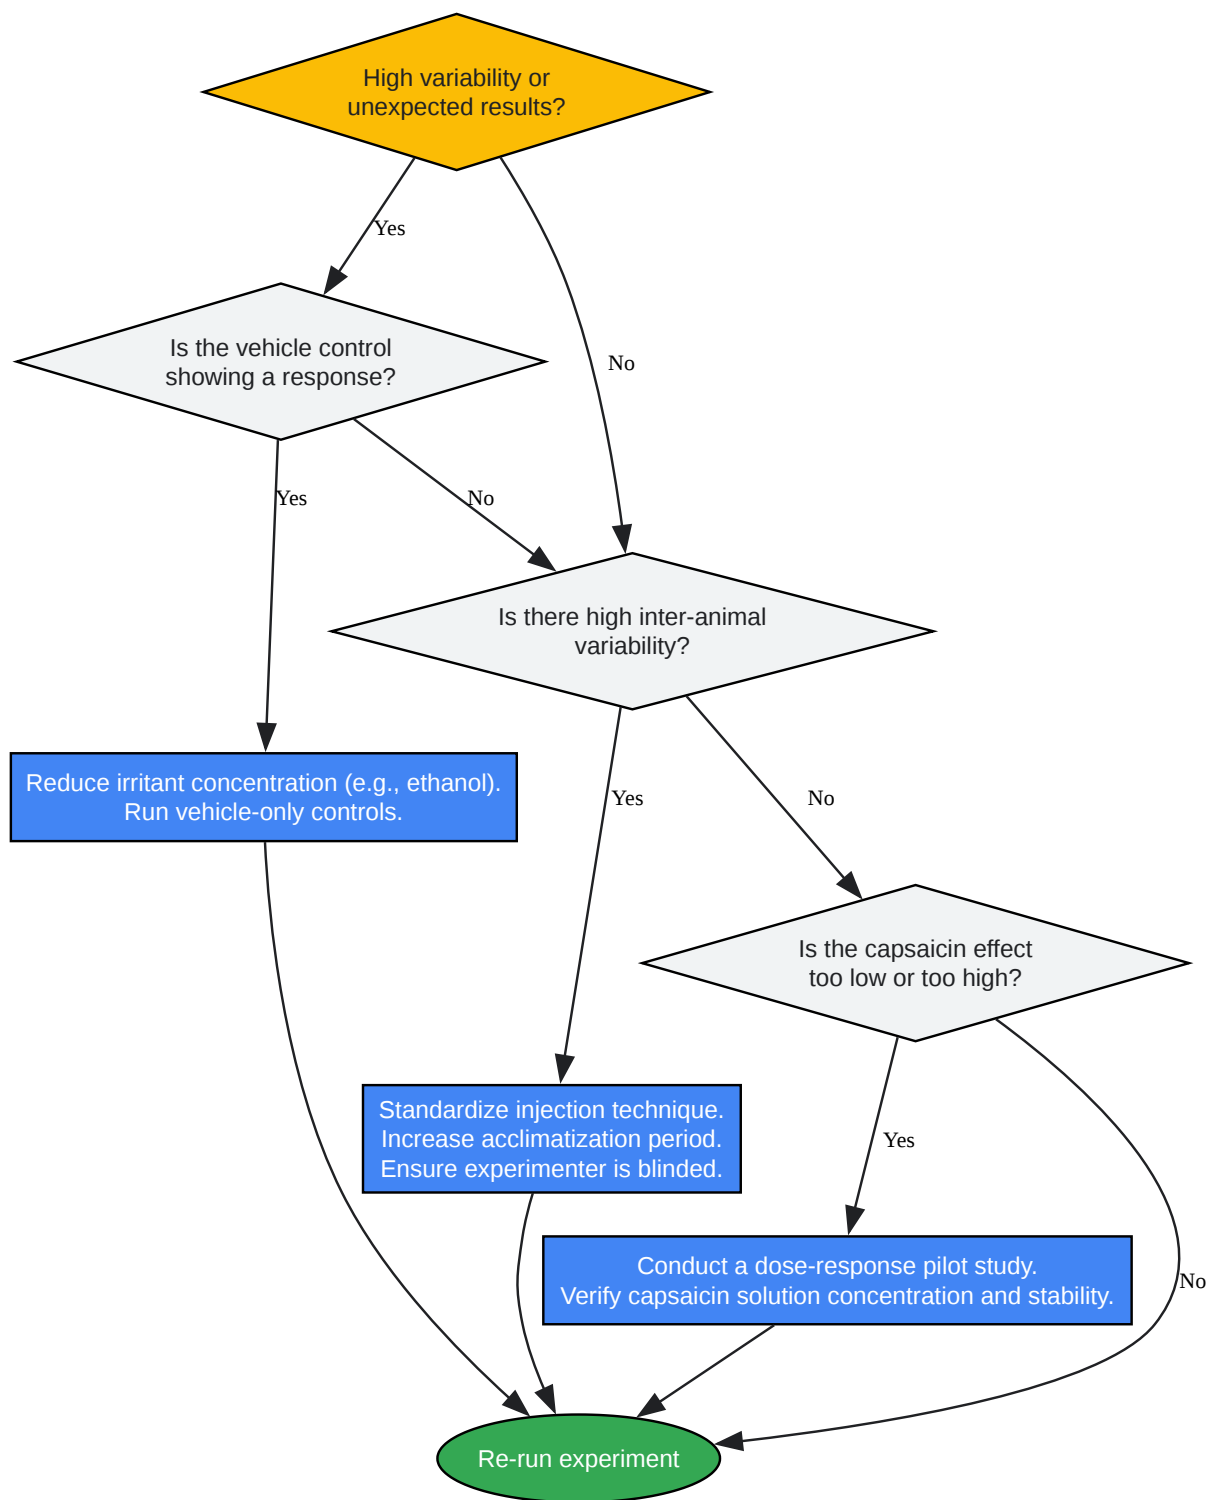 High variability or
unexpected results?
Yes
Is the vehicle control
showing a response?
No
Yes
No
Is there high inter-animal
variability?
Reduce irritant concentration (e.g., ethanol).
Run vehicle-only controls.
Yes
No
Is the capsaicin effect
too low or too high?
Standardize injection technique.
Increase acclimatization period.
Ensure experimenter is blinded.
Yes
Conduct a dose-response pilot study.
Verify capsaicin solution concentration and stability.
No
Re-run experiment